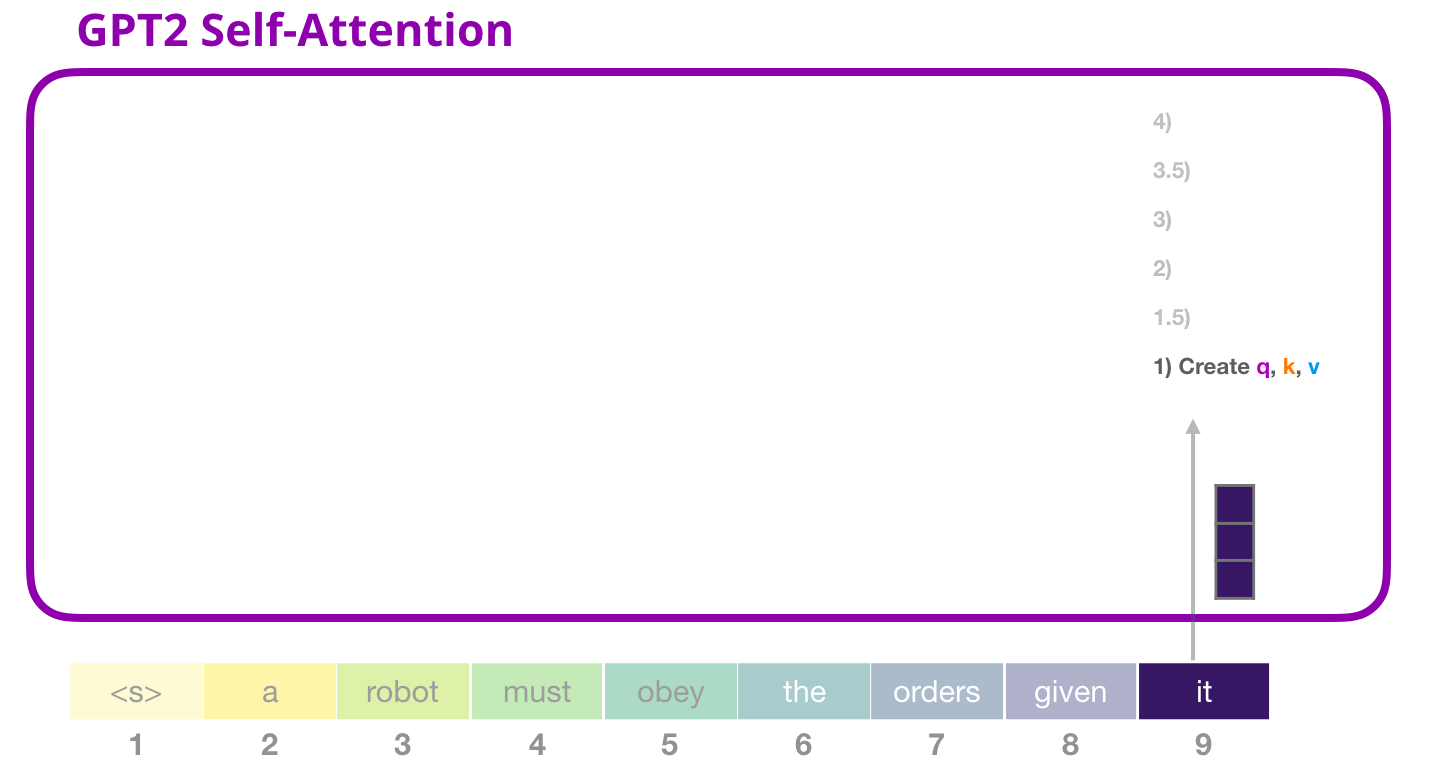 GPT2 Self-Attention
4)
3.5)
3)
2)
1.5)
1) Create q, k, v
<s> a robot must obey the orders given it
1 2 3 4 5 6 7 8 9